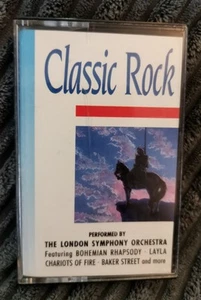 Classic Rock
PERFORMED BY
THE LONDON SYMPHONY ORCHESTRA
Featuring BOHEMIAN RHAPSODY · LAYLA
CHARIOTS OF FIRE · BAKER STREET and more